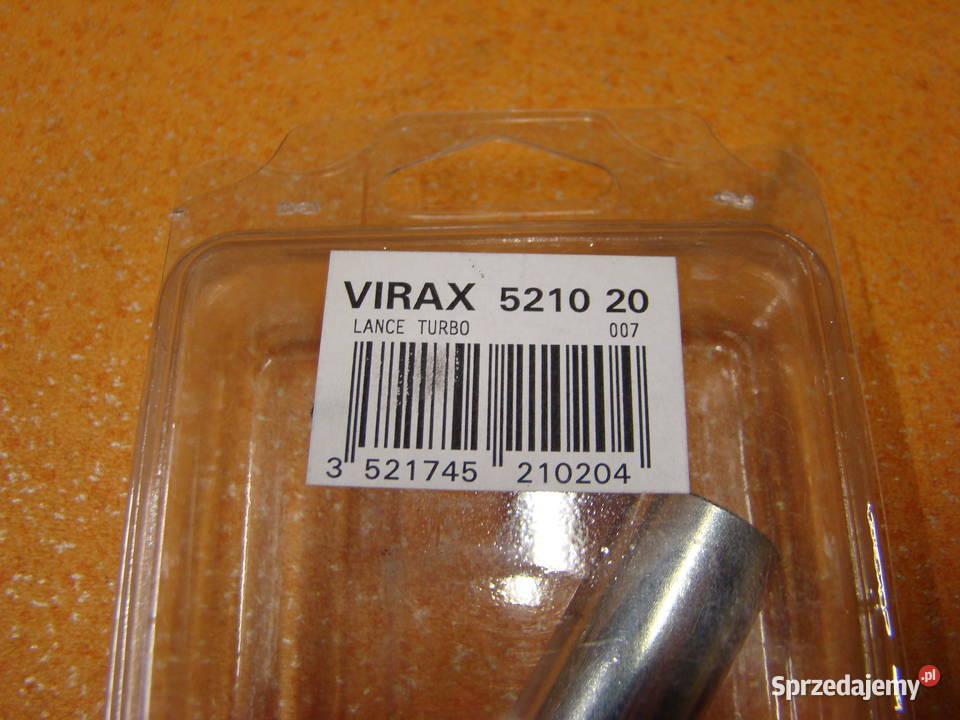 VIRAX 5210 20
LANCE TURBO 007
3 521745 210204
Sprzedajemy.pl